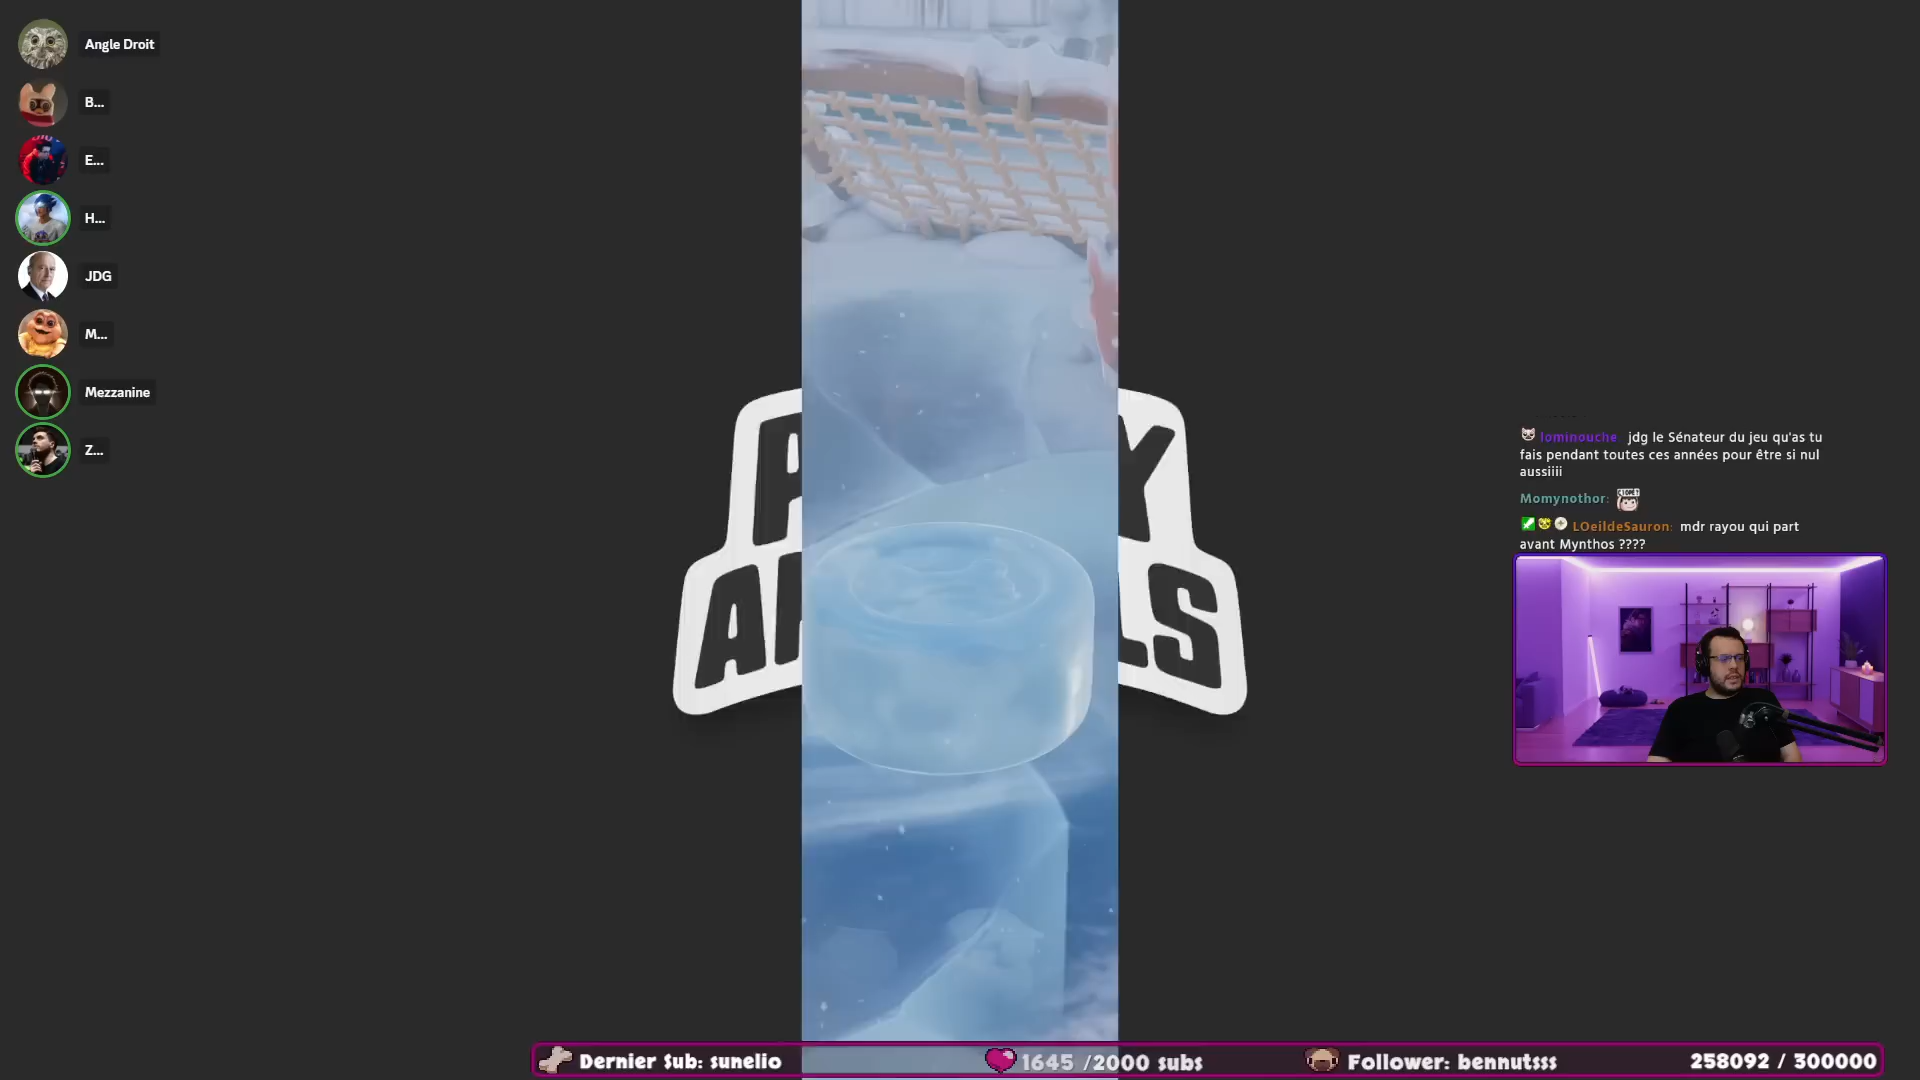 Angle Droit
B...
E...
H...
JDG
M...
Mezzanine
Z...
lominouche: jdg le Sénateur du jeu qu'as tu
fais pendant toutes ces années pour être si nul
aussiiii
Momynothor:
LOeildeSauron: mdr rayou qui part
avant Mynthos ????
Dernier Sub: sunelio
1645 /2000 subs
Follower: bennutsss
258092 / 300000